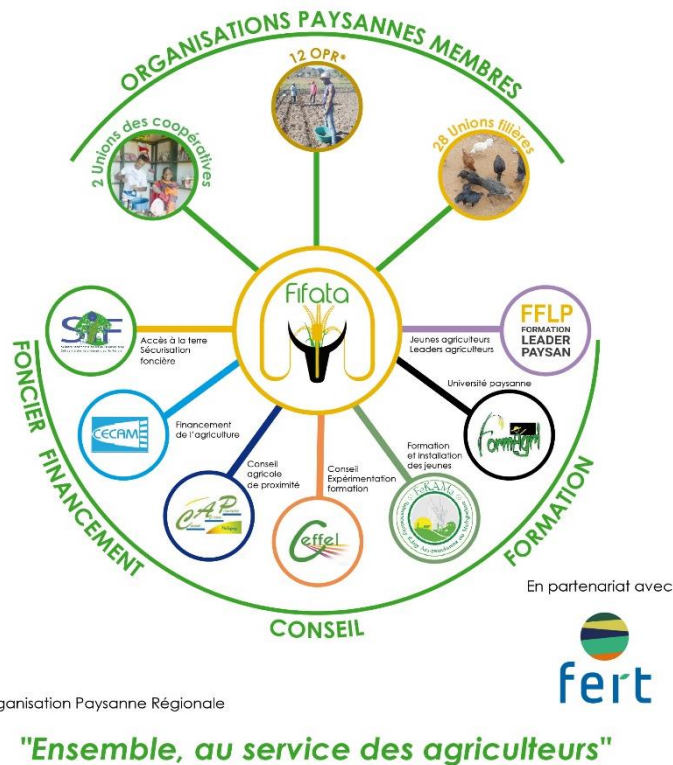 ORGANISATIONS PAYSANNES MEMBRES
2 Unions des coopératives
12 OPR*
28 Unions filières
Fifata
Accès à la terre
Sécurisation
foncière
Jeunes agriculteurs
Leaders agriculteurs
FFLP
FORMATION
LEADER
PAYSAN
CECAM
Financement
de l'agriculture
Université paysanne
Conseil
agricole
de proximité
CAP
Conseil
Expérimentation
formation
Ceffel
Formation
et installation
des jeunes
FEKAMA
FONCIER
FINANCEMENT
CONSEIL
FORMATION
En partenariat avec
fert
ganisation Paysanne Régionale
"Ensemble, au service des agriculteurs"